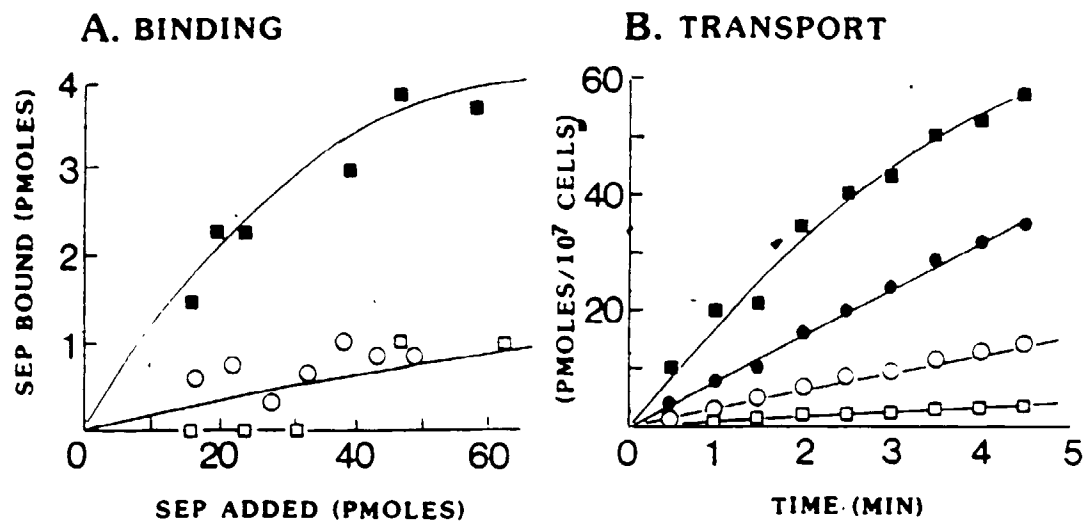 A. BINDING
SEP BOUND (PMOLES)
4
3
2
1
0
20
40
60
SEP ADDED (PMOLES)
B. TRANSPORT
(PMOLES/10⁷ CELLS)
60
40
20
0
1
2
3
4
5
TIME (MIN)